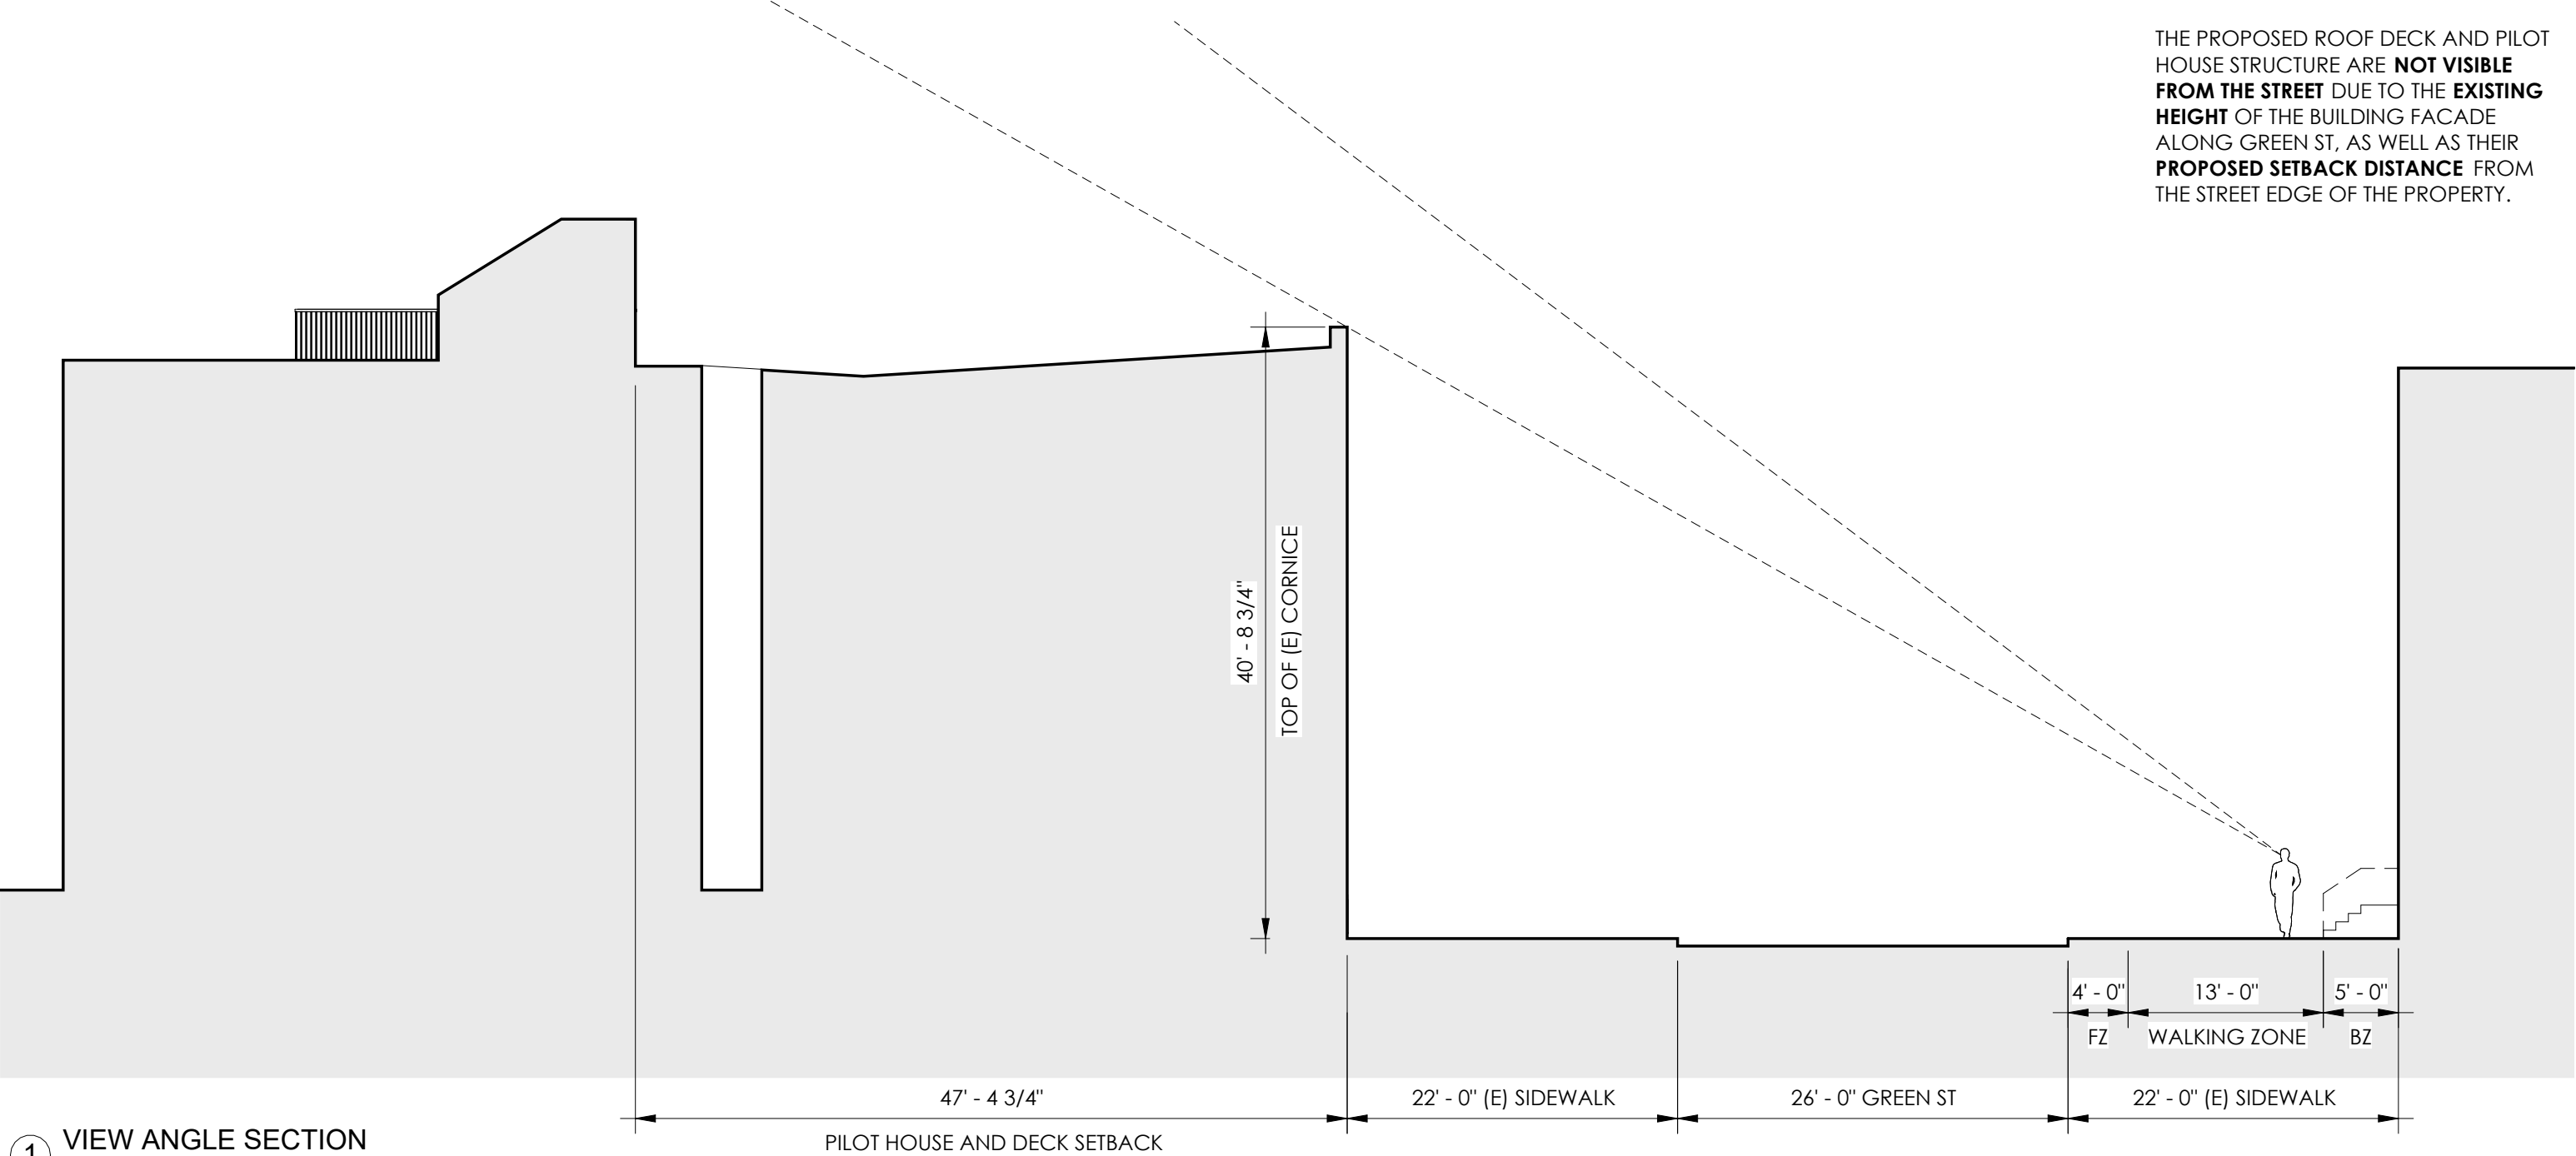 THE PROPOSED ROOF DECK AND PILOT
HOUSE STRUCTURE ARE NOT VISIBLE
FROM THE STREET DUE TO THE EXISTING
HEIGHT OF THE BUILDING FACADE
ALONG GREEN ST, AS WELL AS THEIR
PROPOSED SETBACK DISTANCE FROM
THE STREET EDGE OF THE PROPERTY.
40' - 8 3/4"
TOP OF (E) CORNICE
4' - 0"
13' - 0"
5' - 0"
FZ
WALKING ZONE
BZ
47' - 4 3/4"
22' - 0" (E) SIDEWALK
26' - 0" GREEN ST
22' - 0" (E) SIDEWALK
PILOT HOUSE AND DECK SETBACK
1
VIEW ANGLE SECTION